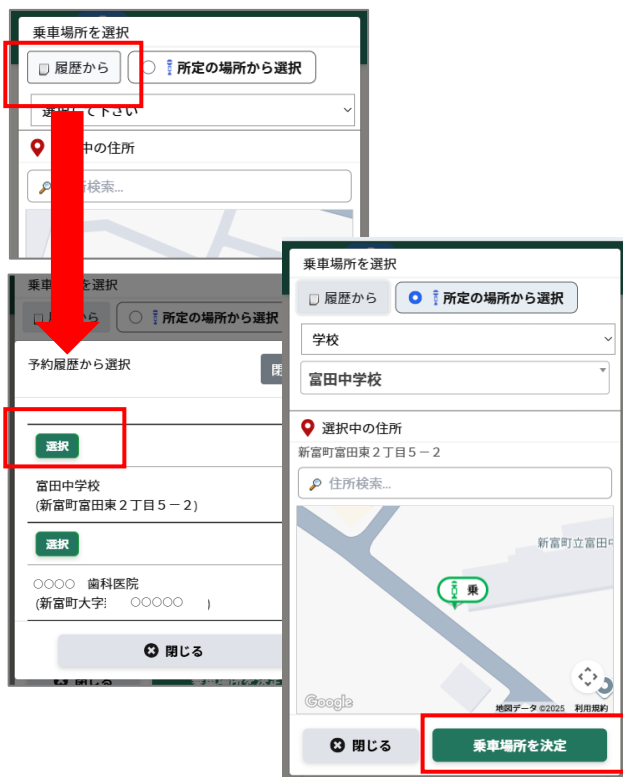 乗車場所を選択
履歴から
所定の場所から選択
選択して下さい
中の住所
検索...
乗車 を選択
所定の場所から選択
予約履歴から選択
閉
選択
富田中学校
(新富町富田東2丁目5-2)
選択
○○○○ 歯科医院
(新富町大字 ○○○○○ )
閉じる
閉じる
乗車場所を選択
履歴から
所定の場所から選択
学校
富田中学校
選択中の住所
新富町富田東2丁目5-2
住所検索...
新富町立富田
乗
Google
地図データ ©2025 利用規約
閉じる
乗車場所を決定